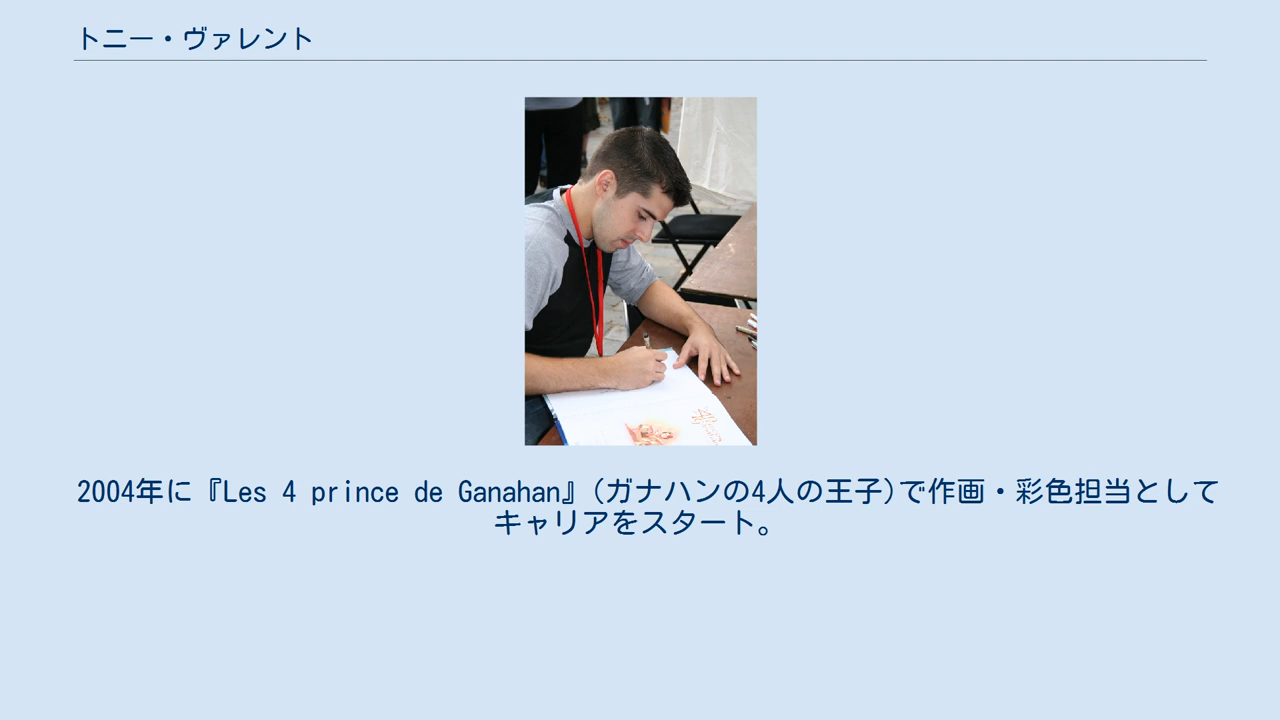 トニー・ヴァレント
2004年に『Les 4 prince de Ganahan』(ガナハンの4人の王子)で作画・彩色担当として
キャリアをスタート。